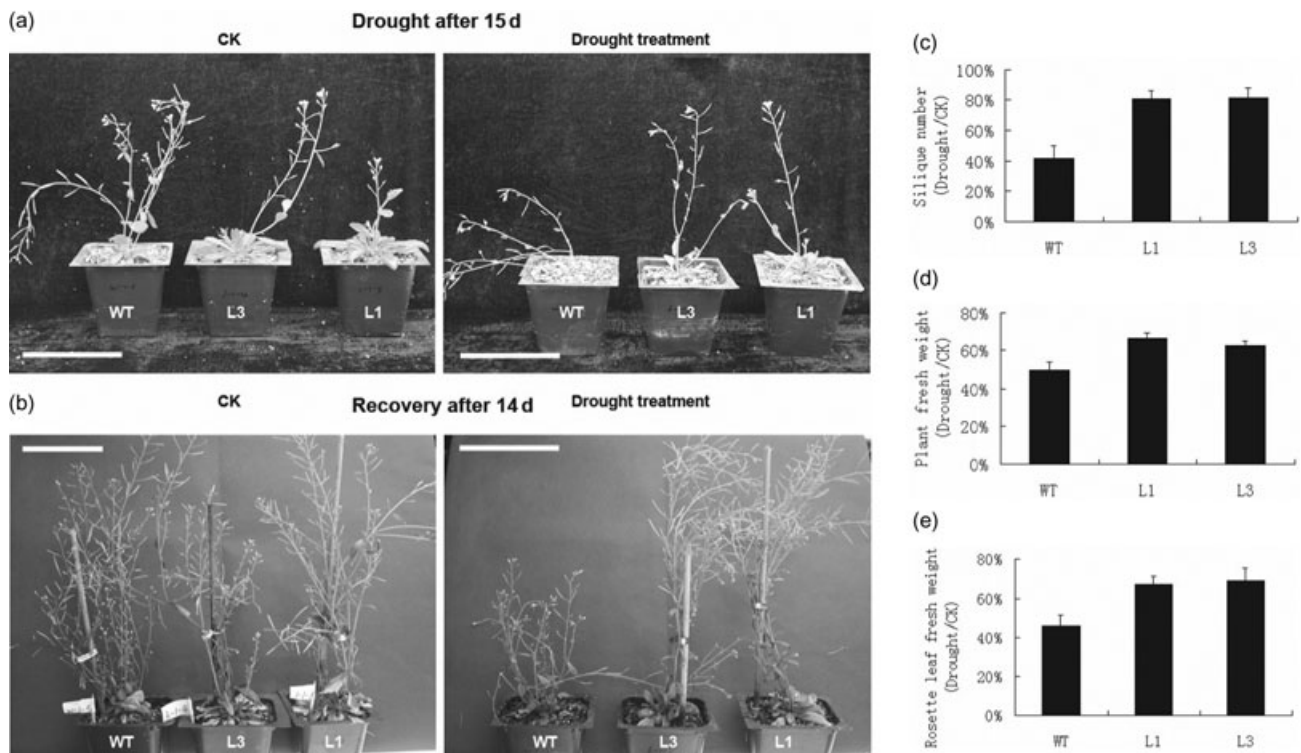 (a)
Drought after 15 d
CK
Drought treatment
WT
L3
L1
WT
L3
L1
(b)
Recovery after 14 d
CK
Drought treatment
WT
L3
L1
WT
L3
L1
(c)
Silique number
(Drought/CK)
100%
80%
60%
40%
20%
0%
WT L1 L3
(d)
Plant fresh weight
(Drought/CK)
80%
60%
40%
20%
0%
WT L1 L3
(e)
Rosette leaf fresh weight
(Drought/CK)
80%
60%
40%
20%
0%
WT L1 L3